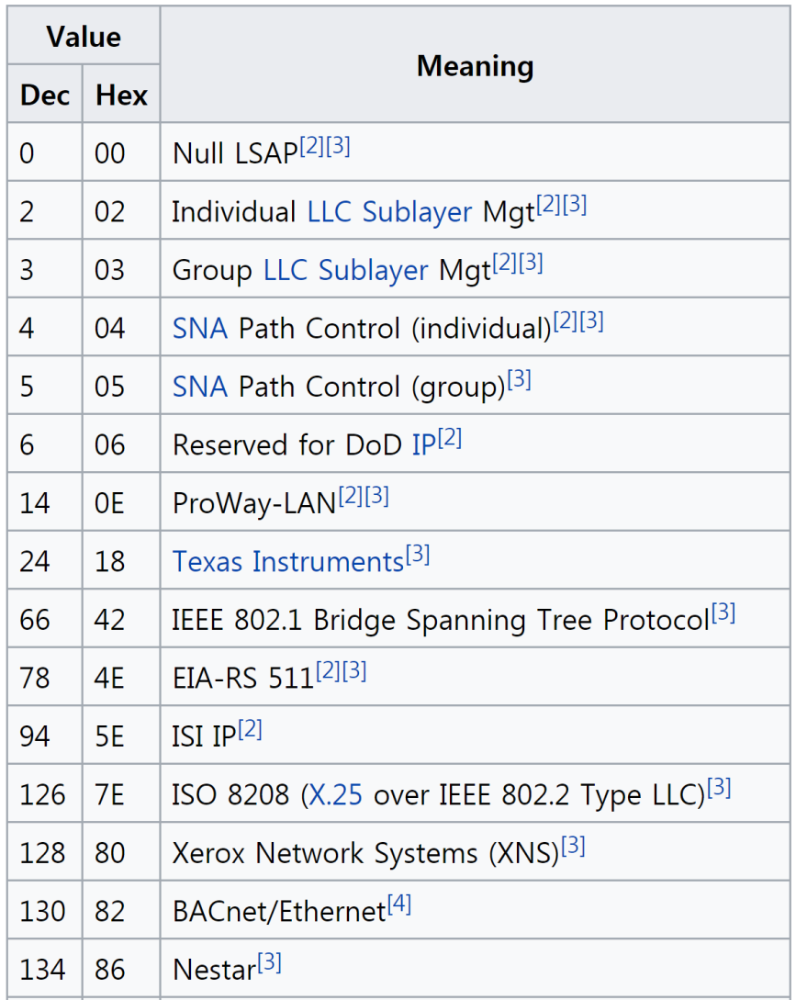 Value
Meaning
Dec Hex
0 00 Null LSAP[2][3]
2 02 Individual LLC Sublayer Mgt[2][3]
3 03 Group LLC Sublayer Mgt[2][3]
4 04 SNA Path Control (individual)[2][3]
5 05 SNA Path Control (group)[3]
6 06 Reserved for DoD IP[2]
14 0E ProWay-LAN[2][3]
24 18 Texas Instruments[3]
66 42 IEEE 802.1 Bridge Spanning Tree Protocol[3]
78 4E EIA-RS 511[2][3]
94 5E ISI IP[2]
126 7E ISO 8208 (X.25 over IEEE 802.2 Type LLC)[3]
128 80 Xerox Network Systems (XNS)[3]
130 82 BACnet/Ethernet[4]
134 86 Nestar[3]